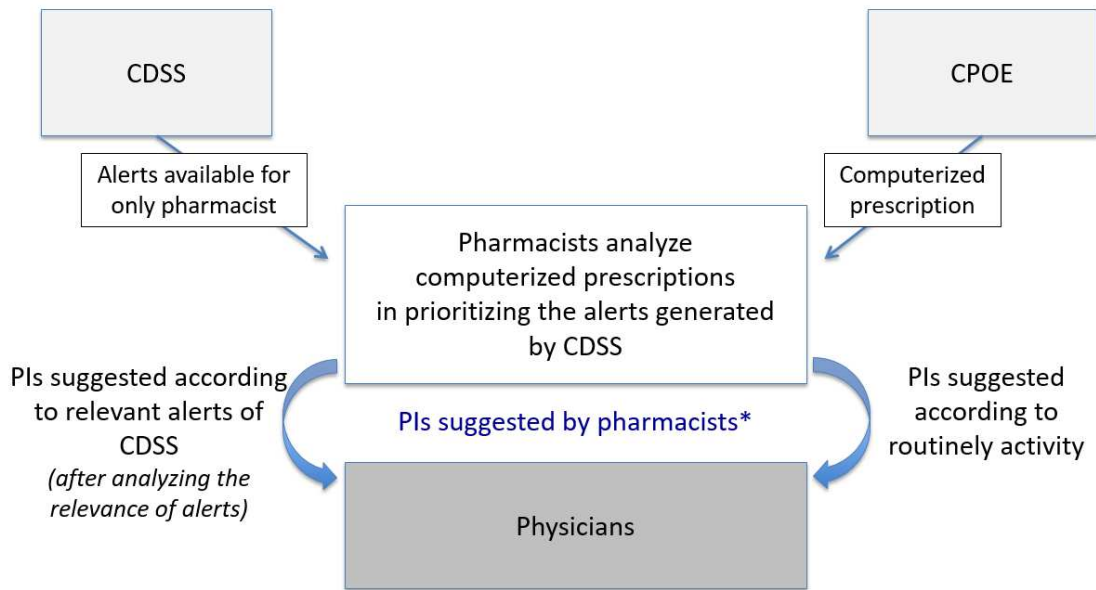 CDSS
CPOE
Alerts available for
only pharmacist
Computerized
prescription
Pharmacists analyze
computerized prescriptions
in prioritizing the alerts generated
by CDSS
PIs suggested according
to relevant alerts of
CDSS
(after analyzing the
relevance of alerts)
PIs suggested by pharmacists*
PIs suggested
according to
routinely activity
Physicians